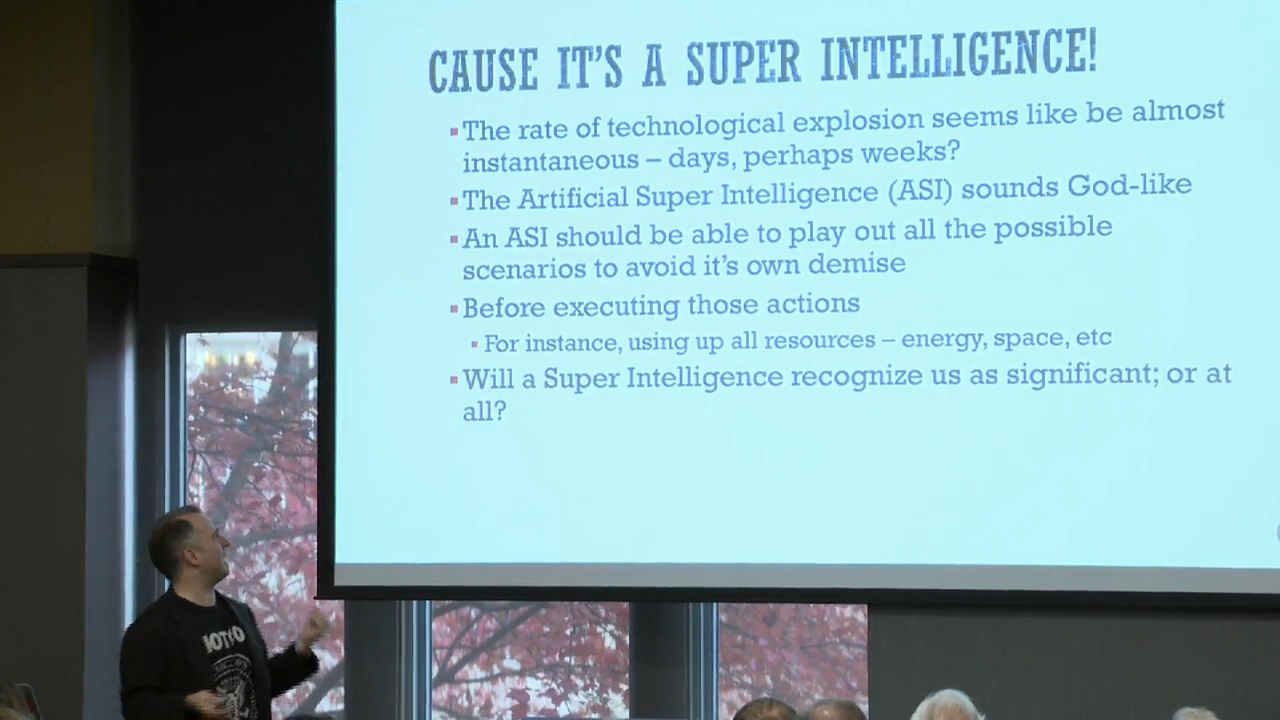 CAUSE IT'S A SUPER INTELLIGENCE!
▪The rate of technological explosion seems like be almost
instantaneous – days, perhaps weeks?
▪The Artificial Super Intelligence (ASI) sounds God-like
▪An ASI should be able to play out all the possible
scenarios to avoid it's own demise
▪Before executing those actions
▪For instance, using up all resources – energy, space, etc
▪Will a Super Intelligence recognize us as significant; or at
all?